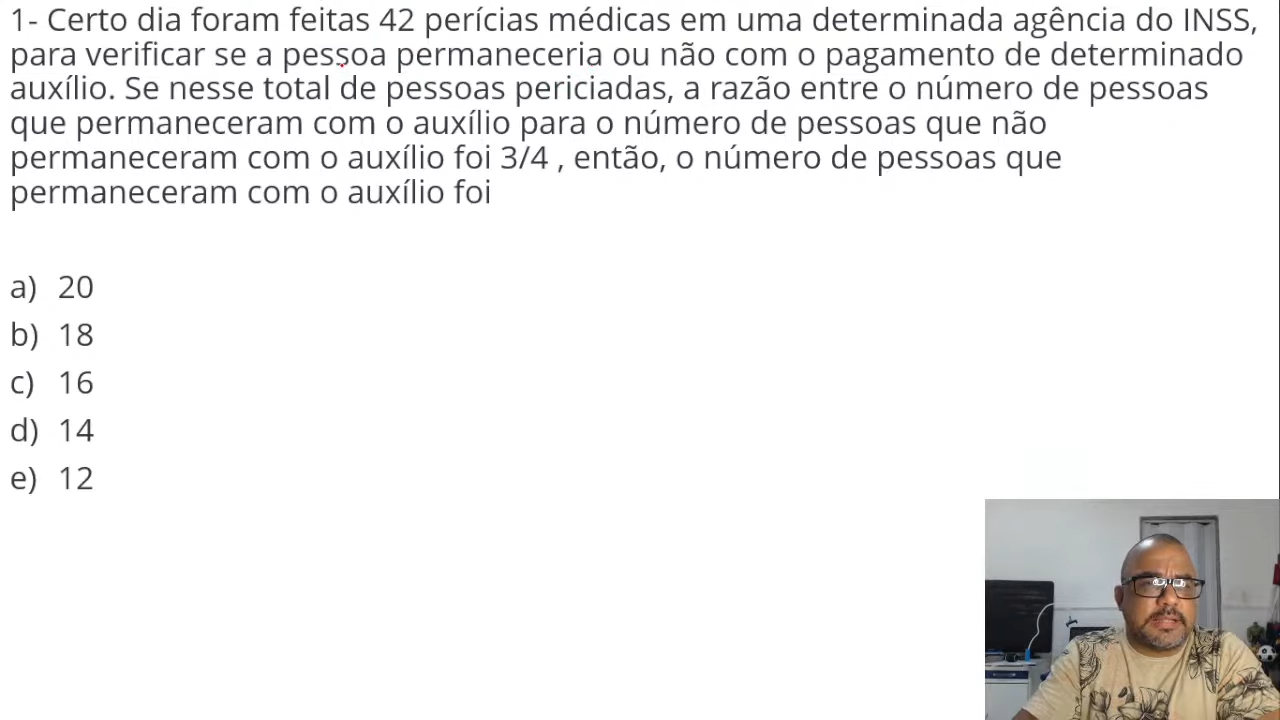 1- Certo dia foram feitas 42 perícias médicas em uma determinada agência do INSS,
para verificar se a pessoa permaneceria ou não com o pagamento de determinado
auxílio. Se nesse total de pessoas periciadas, a razão entre o número de pessoas
que permaneceram com o auxílio para o número de pessoas que não
permaneceram com o auxílio foi 3/4 , então, o número de pessoas que
permaneceram com o auxílio foi
a) 20
b) 18
c) 16
d) 14
e) 12